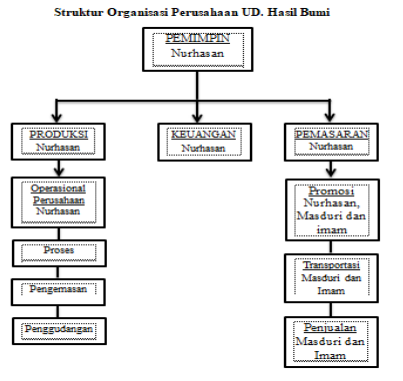 Struktur Organisasi Perusahaan UD. Hasil Bumi
PEMIMPIN
Nurhasan
PRODUKSI
Nurhasan
KEUANGAN
Nurhasan
PEMASARAN
Nurhasan
Operasional
Perusahaan
Nurhasan
Proses
Pengemasan
Penggudangan
Promosi
Nurhasan,
Masduri dan
imam
Transportasi
Masduri dan
Imam
Penjualan
Masduri dan
Imam